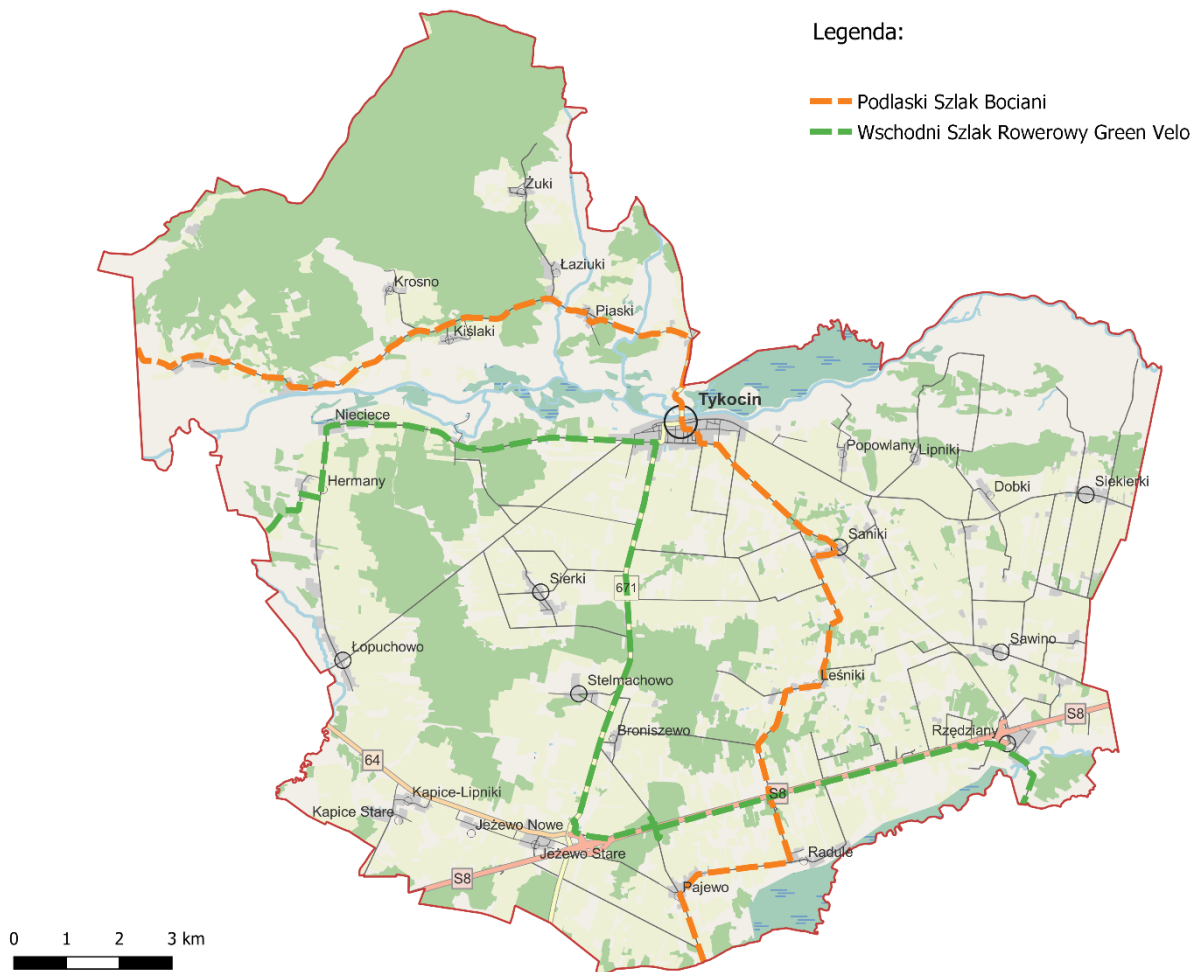 Legenda:
Podlaski Szlak Bociani
Wschodni Szlak Rowerowy Green Velo
Żuki
Łaziuki
Krosno
Piaski
Kiślaki
Tykocin
Nieciece
Popowlany
Lipniki
Hermany
Dobki
Siekierki
Saniki
Sierki
671
Łopuchowo
Sawino
Leśniki
Stelmachowo
S8
Broniszewo
Rzędziany
64
S8
Kapice-Lipniki
Kapice Stare
Jeżewo Nowe
Jeżewo Stare
Radule
S8
Pajewo
0 1 2 3 km